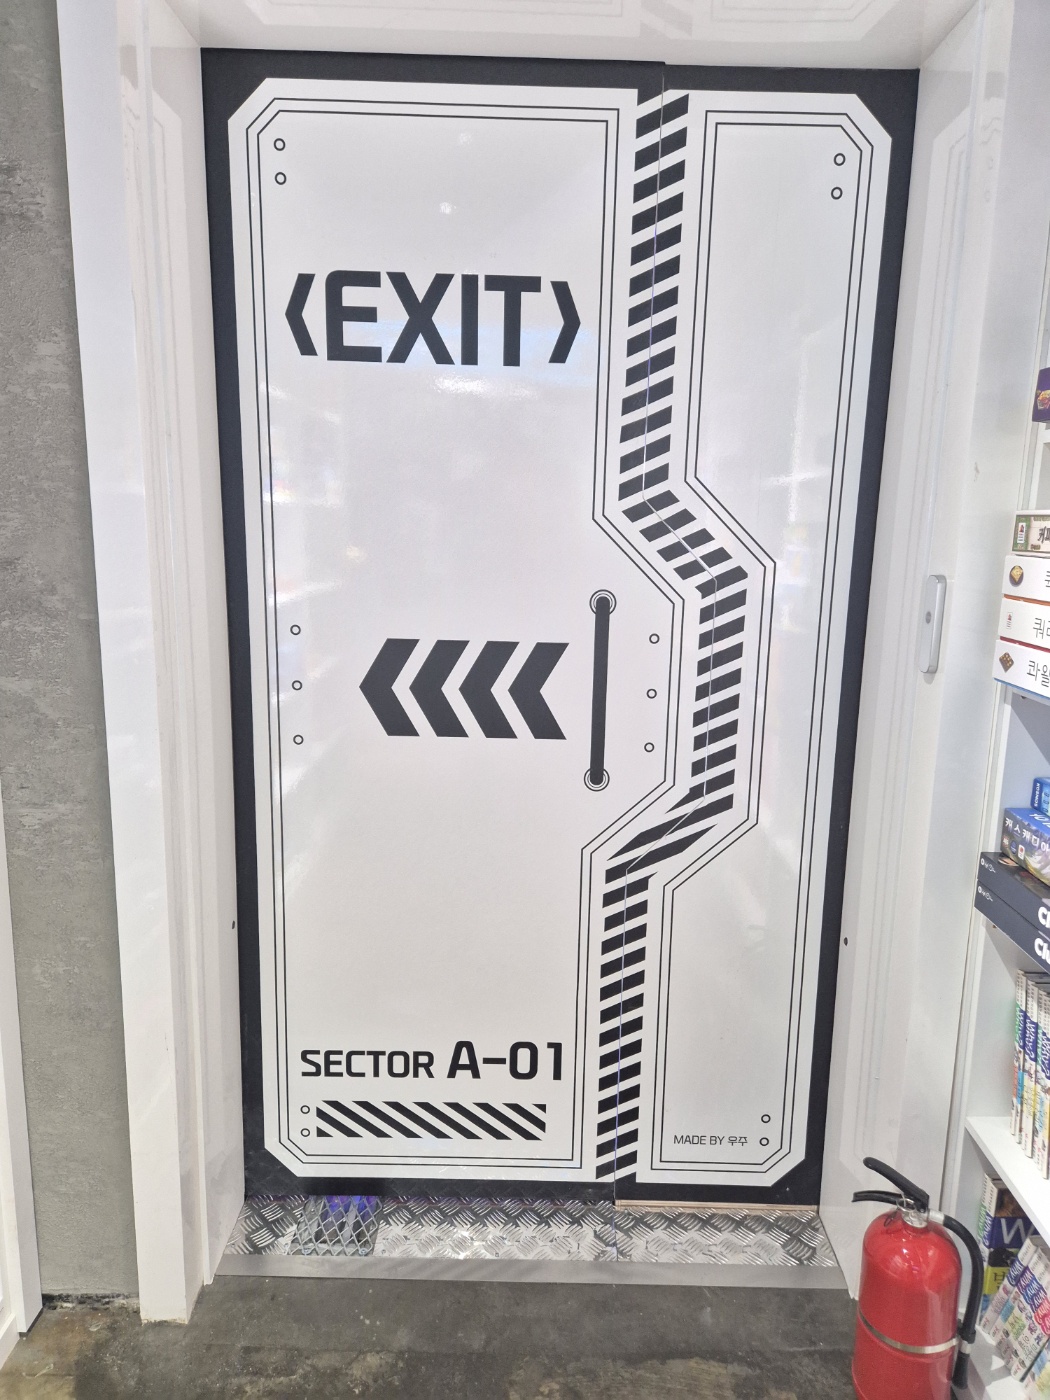 EXIT
SECTOR A-01
MADE BY 우주